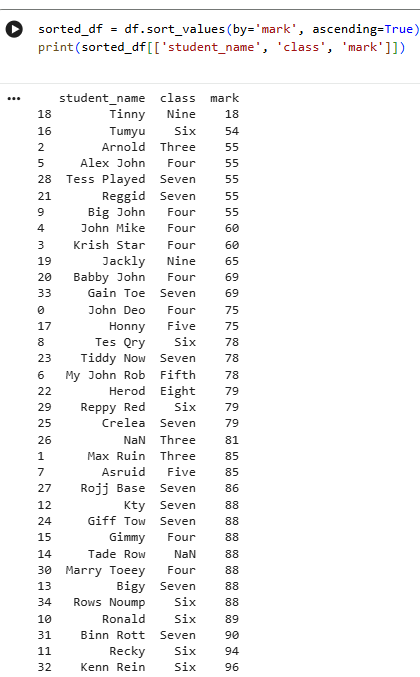 sorted_df = df.sort_values(by='mark', ascending=True)
print(sorted_df[['student_name', 'class', 'mark']])
student_name class mark
18 Tinny Nine 18
16 Tumyu Six 54
2 Arnold Three 55
5 Alex John Four 55
28 Tess Played Seven 55
21 Reggid Seven 55
9 Big John Four 55
4 John Mike Four 60
3 Krish Star Four 60
19 Jackly Nine 65
20 Babby John Four 69
33 Gain Toe Seven 69
0 John Deo Four 75
17 Honny Five 75
8 Tes Qry Six 78
23 Tiddy Now Seven 78
6 My John Rob Fifth 78
22 Herod Eight 79
29 Reppy Red Six 79
25 Crelea Seven 79
26 NaN Three 81
1 Max Ruin Three 85
7 Asruid Five 85
27 Rojj Base Seven 86
12 Kty Seven 88
24 Giff Tow Seven 88
15 Gimmy Four 88
14 Tade Row NaN 88
30 Marry Toeey Four 88
13 Bigy Seven 88
34 Rows Noump Six 88
10 Ronald Six 89
31 Binn Rott Seven 90
11 Recky Six 94
32 Kenn Rein Six 96